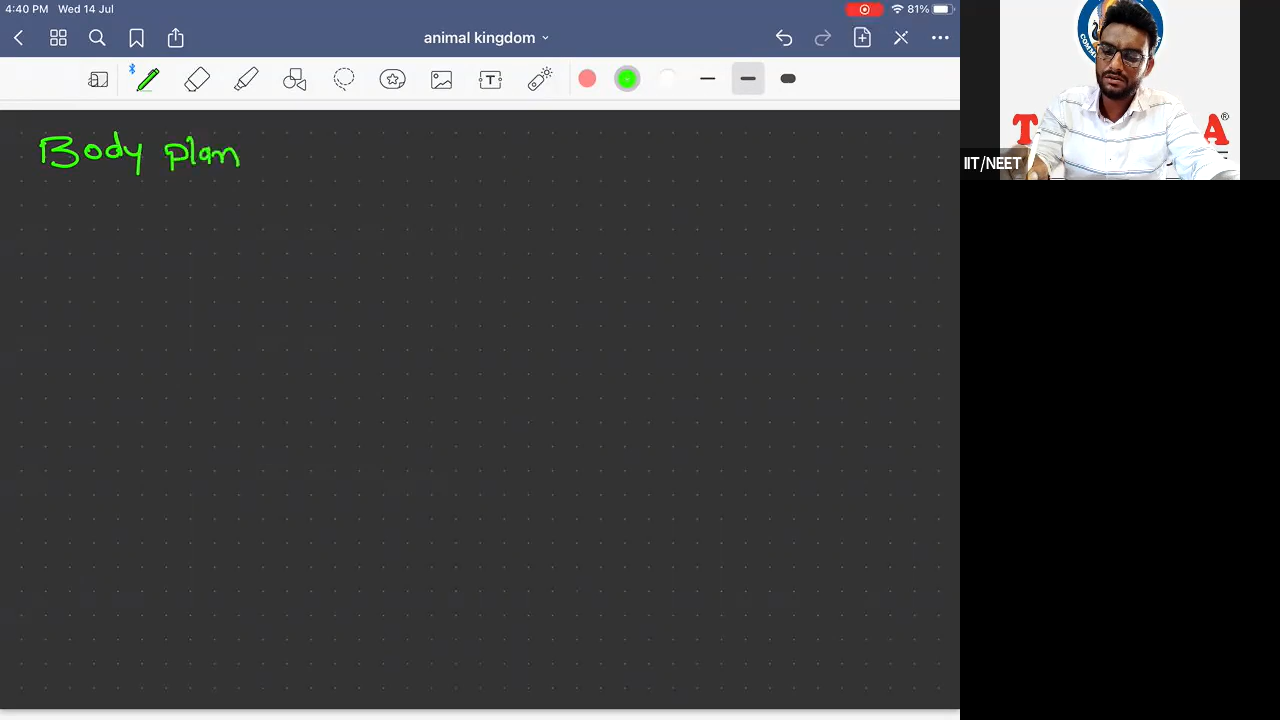 4:40 PM Wed 14 Jul
81%
animal kingdom
T
Body plan
T A®
IIT/NEET